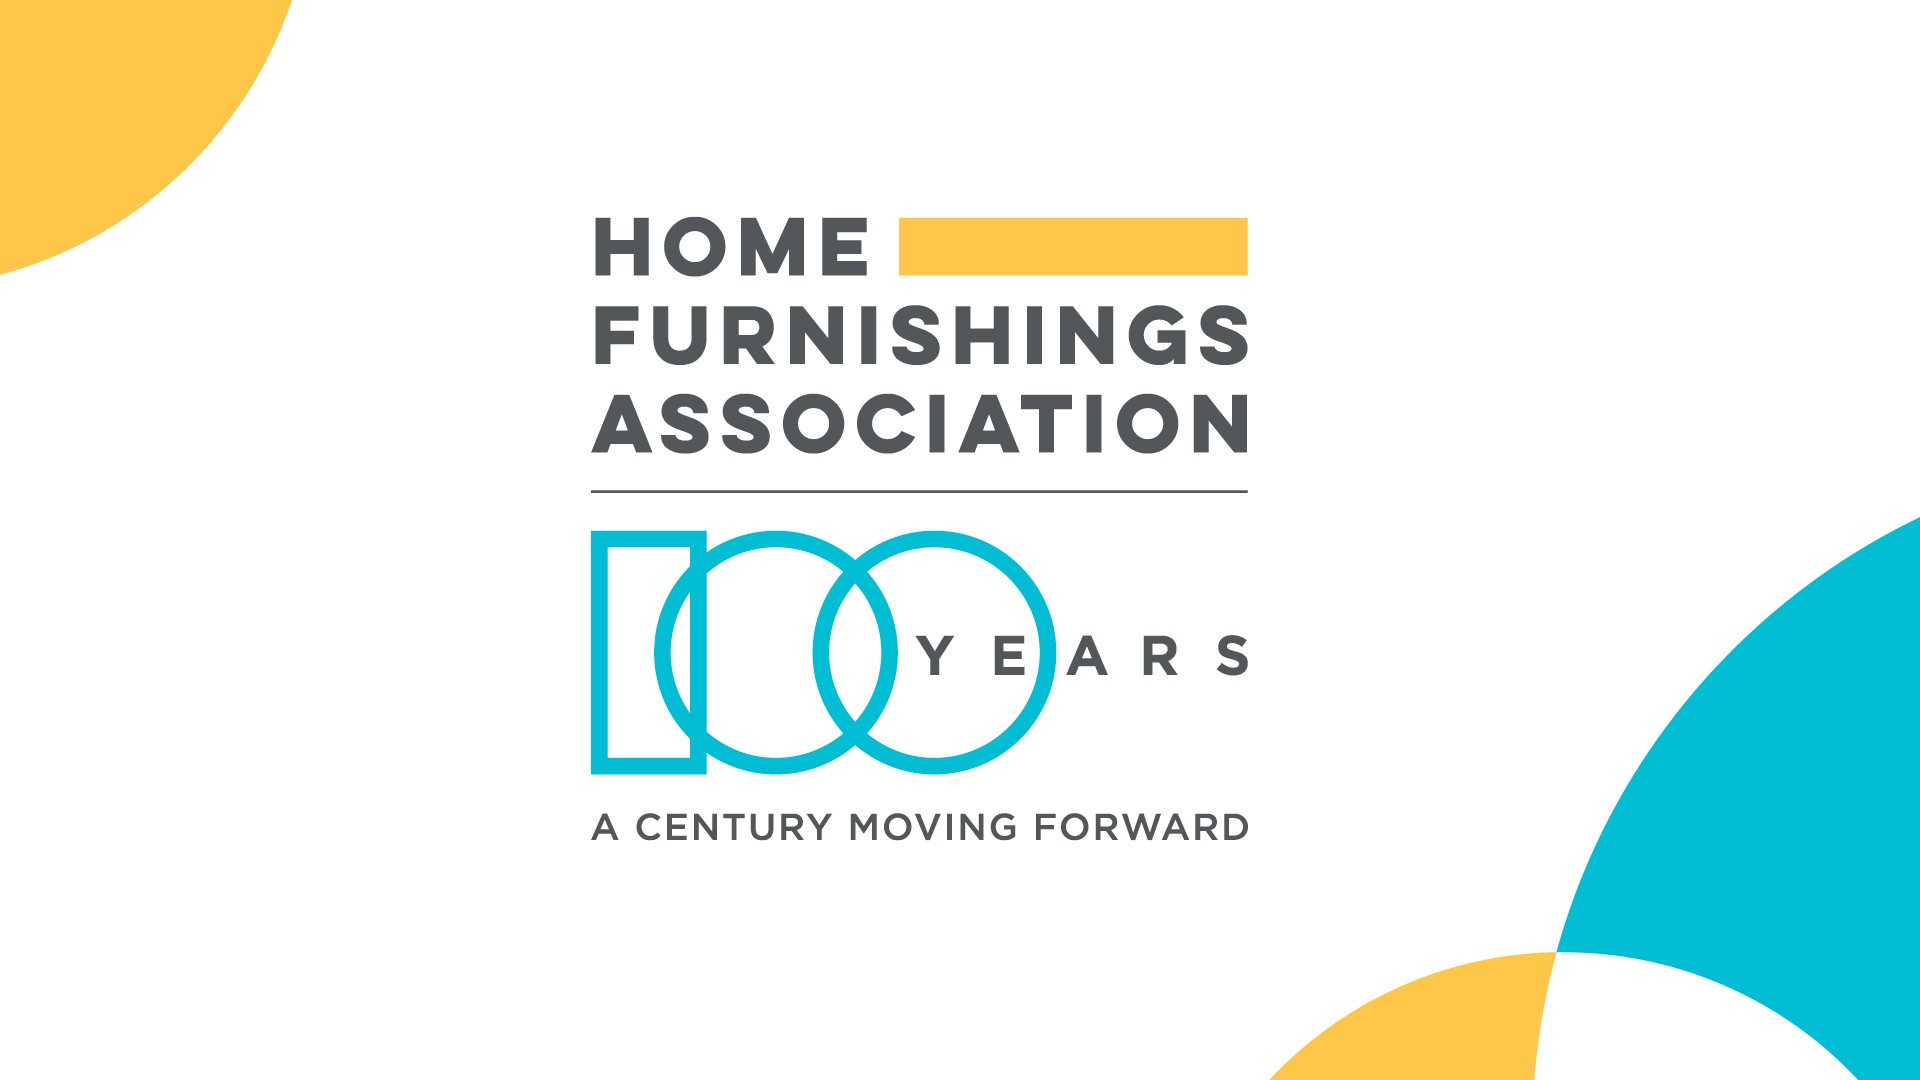 HOME
FURNISHINGS
ASSOCIATION
100 YEARS
A CENTURY MOVING FORWARD